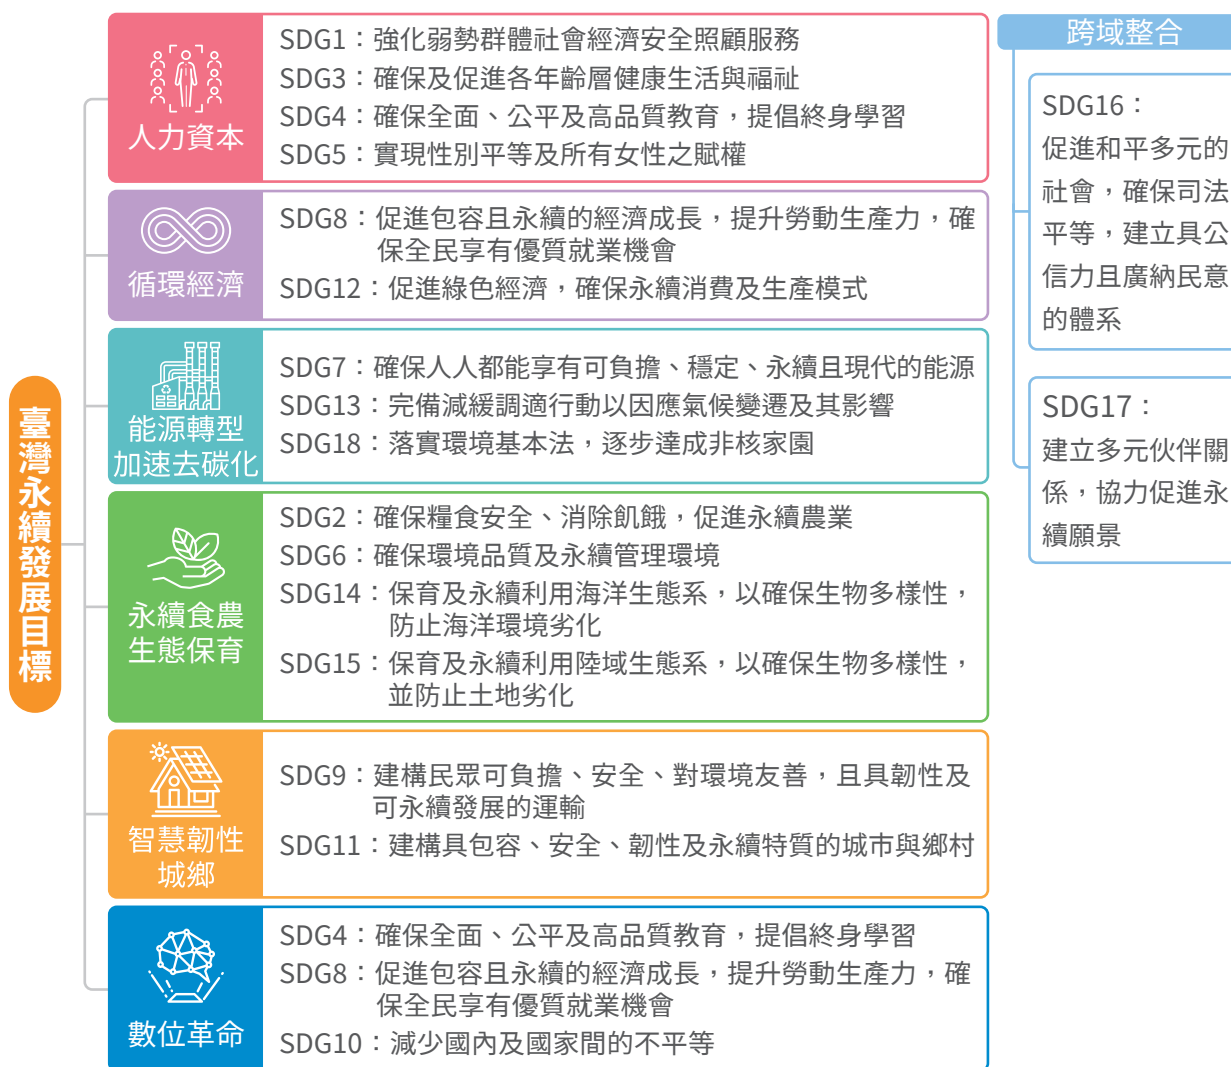 臺灣永續發展目標
人力資本
SDG1：強化弱勢群體社會經濟安全照顧服務
SDG3：確保及促進各年齡層健康生活與福祉
SDG4：確保全面、公平及高品質教育，提倡終身學習
SDG5：實現性別平等及所有女性之賦權
循環經濟
SDG8：促進包容且永續的經濟成長，提升勞動生產力，確
保全民享有優質就業機會
SDG12：促進綠色經濟，確保永續消費及生產模式
能源轉型
加速去碳化
SDG7：確保人人都能享有可負擔、穩定、永續且現代的能源
SDG13：完備減緩調適行動以因應氣候變遷及其影響
SDG18：落實環境基本法，逐步達成非核家園
永續食農
生態保育
SDG2：確保糧食安全、消除飢餓，促進永續農業
SDG6：確保環境品質及永續管理環境
SDG14：保育及永續利用海洋生態系，以確保生物多樣性，
防止海洋環境劣化
SDG15：保育及永續利用陸域生態系，以確保生物多樣性，
並防止土地劣化
智慧韌性
城鄉
SDG9：建構民眾可負擔、安全、對環境友善，且具韌性及
可永續發展的運輸
SDG11：建構具包容、安全、韌性及永續特質的城市與鄉村
數位革命
SDG4：確保全面、公平及高品質教育，提倡終身學習
SDG8：促進包容且永續的經濟成長，提升勞動生產力，確
保全民享有優質就業機會
SDG10：減少國內及國家間的不平等
跨域整合
SDG16：
促進和平多元的
社會，確保司法
平等，建立具公
信力且廣納民意
的體系
SDG17：
建立多元伙伴關
係，協力促進永
續願景